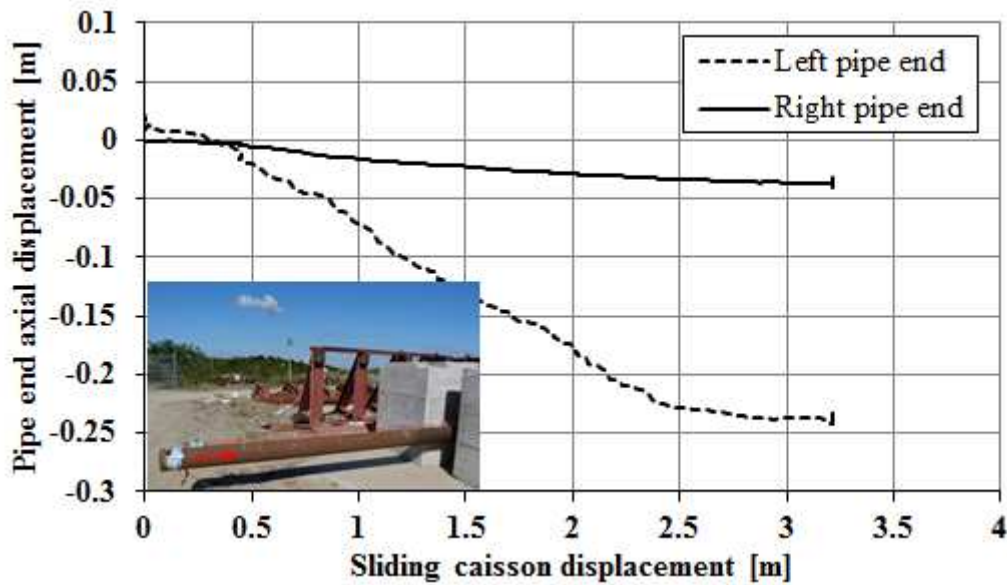 Pipe end axial displacement [m]
0.1
0.05
0
-0.05
-0.1
-0.15
-0.2
-0.25
-0.3
Left pipe end
Right pipe end
0 0.5 1 1.5 2 2.5 3 3.5 4
Sliding caisson displacement [m]